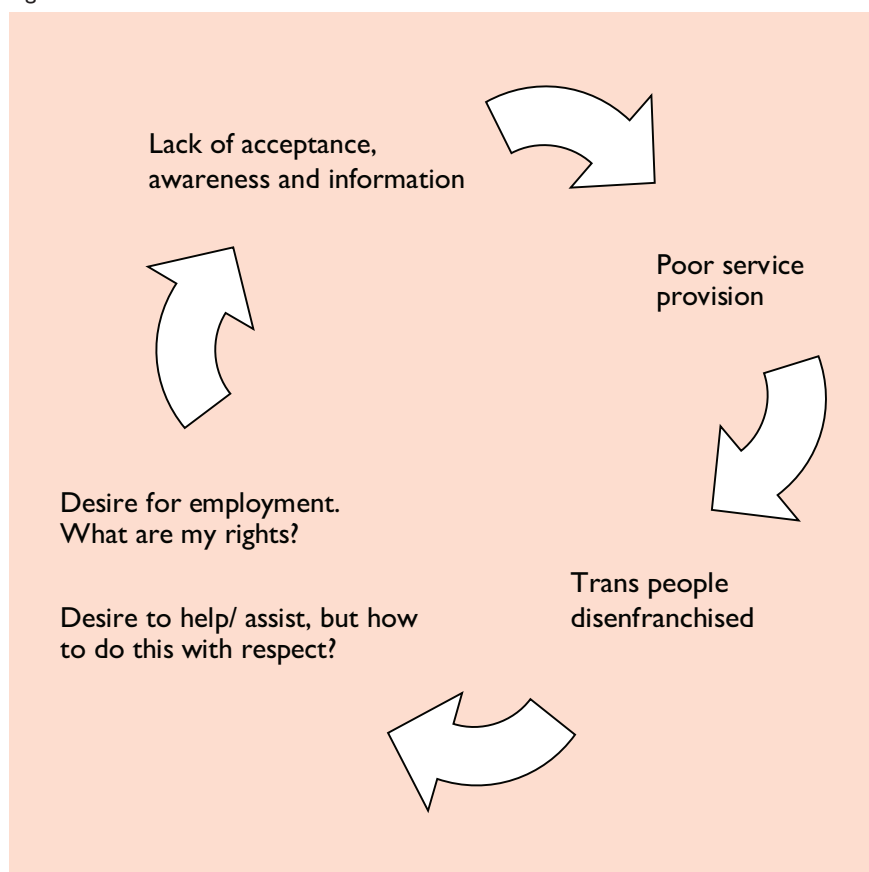 Lack of acceptance,
awareness and information
Poor service
provision
Trans people
disenfranchised
Desire for employment.
What are my rights?
Desire to help/ assist, but how
to do this with respect?